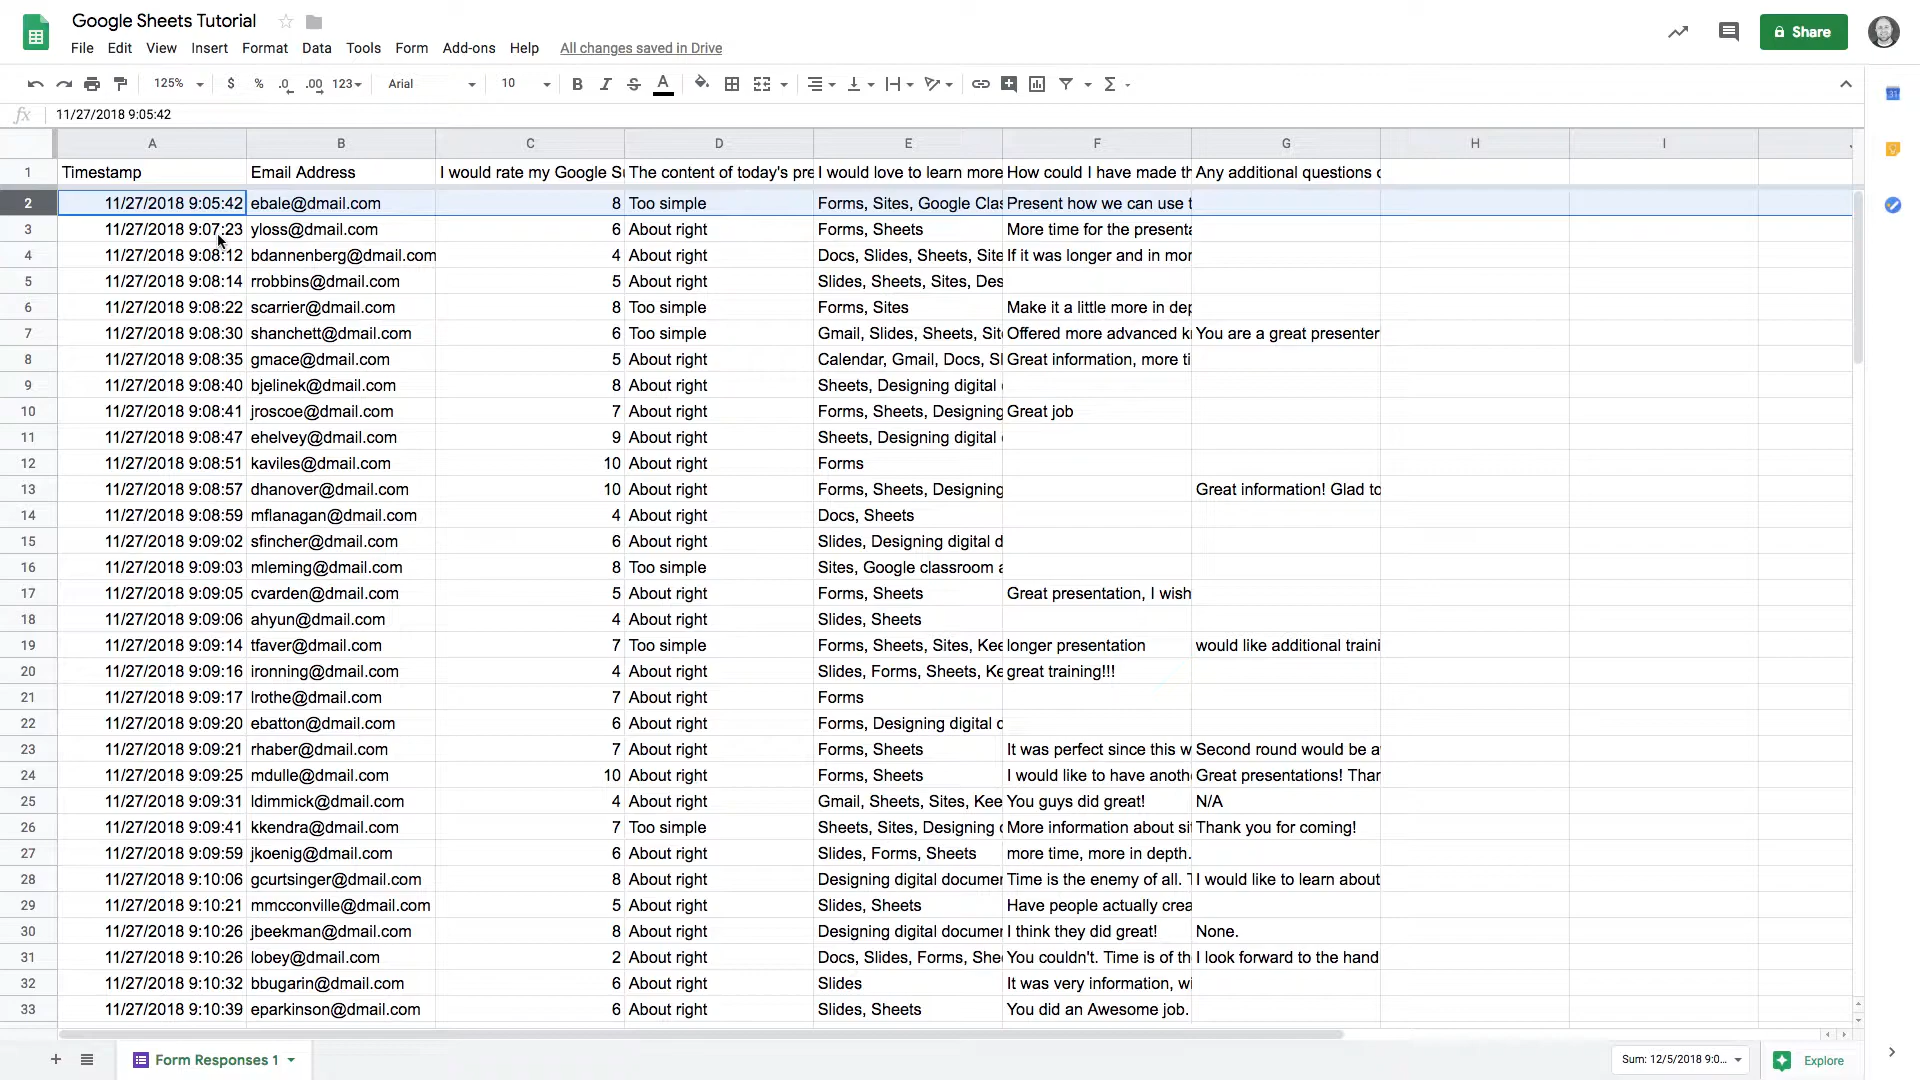 Google Sheets Tutorial
File Edit View Insert Format Data Tools Form Add-ons Help All changes saved in Drive
Share
125% $ % .0 .00 123 Arial 10 B I S A Σ
31
fx 11/27/2018 9:05:42
A B C D E F G H I
1 Timestamp Email Address I would rate my Google S The content of today's pre I would love to learn more How could I have made th Any additional questions
2 11/27/2018 9:05:42 ebale@dmail.com 8 Too simple Forms, Sites, Google Clas Present how we can use t
3 11/27/2018 9:07:23 yloss@dmail.com 6 About right Forms, Sheets More time for the presenta
4 11/27/2018 9:08:12 bdannenberg@dmail.com 4 About right Docs, Slides, Sheets, Site If it was longer and in mor
5 11/27/2018 9:08:14 rrobbins@dmail.com 5 About right Slides, Sheets, Sites, Des
6 11/27/2018 9:08:22 scarrier@dmail.com 8 Too simple Forms, Sites Make it a little more in dep
7 11/27/2018 9:08:30 shanchett@dmail.com 6 Too simple Gmail, Slides, Sheets, Sit Offered more advanced k You are a great presenter
8 11/27/2018 9:08:35 gmace@dmail.com 5 About right Calendar, Gmail, Docs, Sl Great information, more ti
9 11/27/2018 9:08:40 bjelinek@dmail.com 8 About right Sheets, Designing digital
10 11/27/2018 9:08:41 jroscoe@dmail.com 7 About right Forms, Sheets, Designing Great job
11 11/27/2018 9:08:47 ehelvey@dmail.com 9 About right Sheets, Designing digital
12 11/27/2018 9:08:51 kaviles@dmail.com 10 About right Forms
13 11/27/2018 9:08:57 dhanover@dmail.com 10 About right Forms, Sheets, Designing Great information! Glad to
14 11/27/2018 9:08:59 mflanagan@dmail.com 4 About right Docs, Sheets
15 11/27/2018 9:09:02 sfincher@dmail.com 6 About right Slides, Designing digital d
16 11/27/2018 9:09:03 mleming@dmail.com 8 Too simple Sites, Google classroom a
17 11/27/2018 9:09:05 cvarden@dmail.com 5 About right Forms, Sheets Great presentation, I wish
18 11/27/2018 9:09:06 ahyun@dmail.com 4 About right Slides, Sheets
19 11/27/2018 9:09:14 tfaver@dmail.com 7 Too simple Forms, Sheets, Sites, Kee longer presentation would like additional traini
20 11/27/2018 9:09:16 ironning@dmail.com 4 About right Slides, Forms, Sheets, Ke great training!!!
21 11/27/2018 9:09:17 lrothe@dmail.com 7 About right Forms
22 11/27/2018 9:09:20 ebatton@dmail.com 6 About right Forms, Designing digital d
23 11/27/2018 9:09:21 rhaber@dmail.com 7 About right Forms, Sheets It was perfect since this w Second round would be a
24 11/27/2018 9:09:25 mdulle@dmail.com 10 About right Forms, Sheets I would like to have anoth Great presentations! Thar
25 11/27/2018 9:09:31 ldimmick@dmail.com 4 About right Gmail, Sheets, Sites, Kee You guys did great! N/A
26 11/27/2018 9:09:41 kkendra@dmail.com 7 Too simple Sheets, Sites, Designing More information about si Thank you for coming!
27 11/27/2018 9:09:59 jkoenig@dmail.com 6 About right Slides, Forms, Sheets more time, more in depth.
28 11/27/2018 9:10:06 gcurtsinger@dmail.com 8 About right Designing digital documer Time is the enemy of all. T I would like to learn about
29 11/27/2018 9:10:21 mmcconville@dmail.com 5 About right Slides, Sheets Have people actually crea
30 11/27/2018 9:10:26 jbeekman@dmail.com 8 About right Designing digital documer I think they did great! None.
31 11/27/2018 9:10:26 lobey@dmail.com 2 About right Docs, Slides, Forms, She You couldn't. Time is of th I look forward to the hand
32 11/27/2018 9:10:32 bbugarin@dmail.com 6 About right Slides It was very information, wi
33 11/27/2018 9:10:39 eparkinson@dmail.com 6 About right Slides, Sheets You did an Awesome job.
Form Responses 1 Sum: 12/5/2018 9:0... Explore